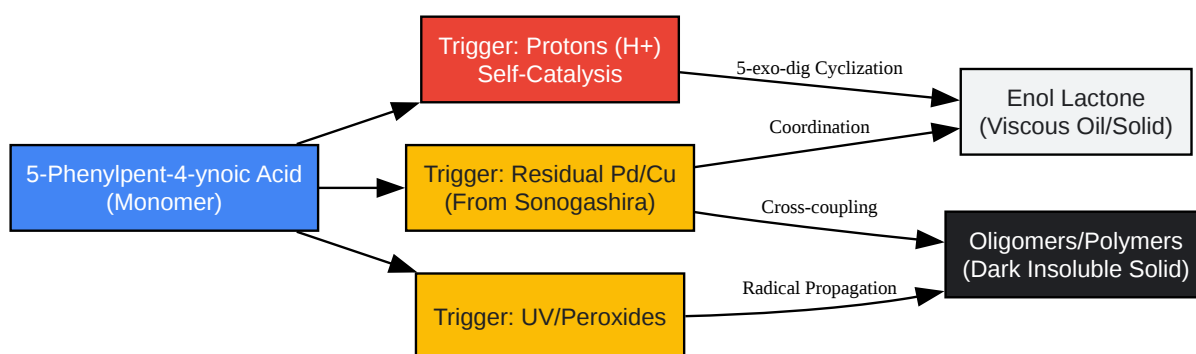 5-Phenylpent-4-ynoic Acid
(Monomer)
Trigger: Protons (H+)
Self-Catalysis
Trigger: Residual Pd/Cu
(From Sonogashira)
Trigger: UV/Peroxides
5-exo-dig Cyclization
Coordination
Cross-coupling
Radical Propagation
Enol Lactone
(Viscous Oil/Solid)
Oligomers/Polymers
(Dark Insoluble Solid)